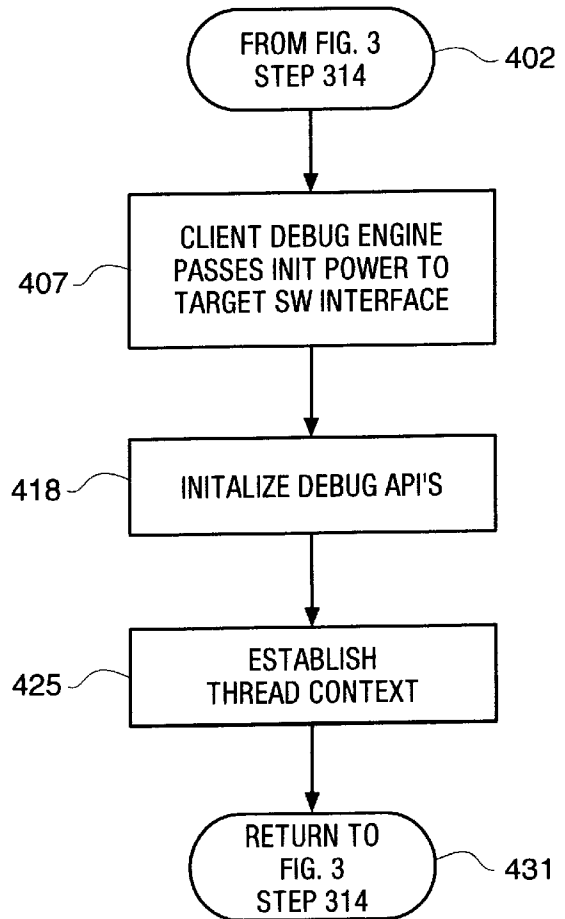 FROM FIG. 3
STEP 314
402
CLIENT DEBUG ENGINE
PASSES INIT POWER TO
TARGET SW INTERFACE
407
INITALIZE DEBUG API'S
418
ESTABLISH
THREAD CONTEXT
425
RETURN TO
FIG. 3
STEP 314
431